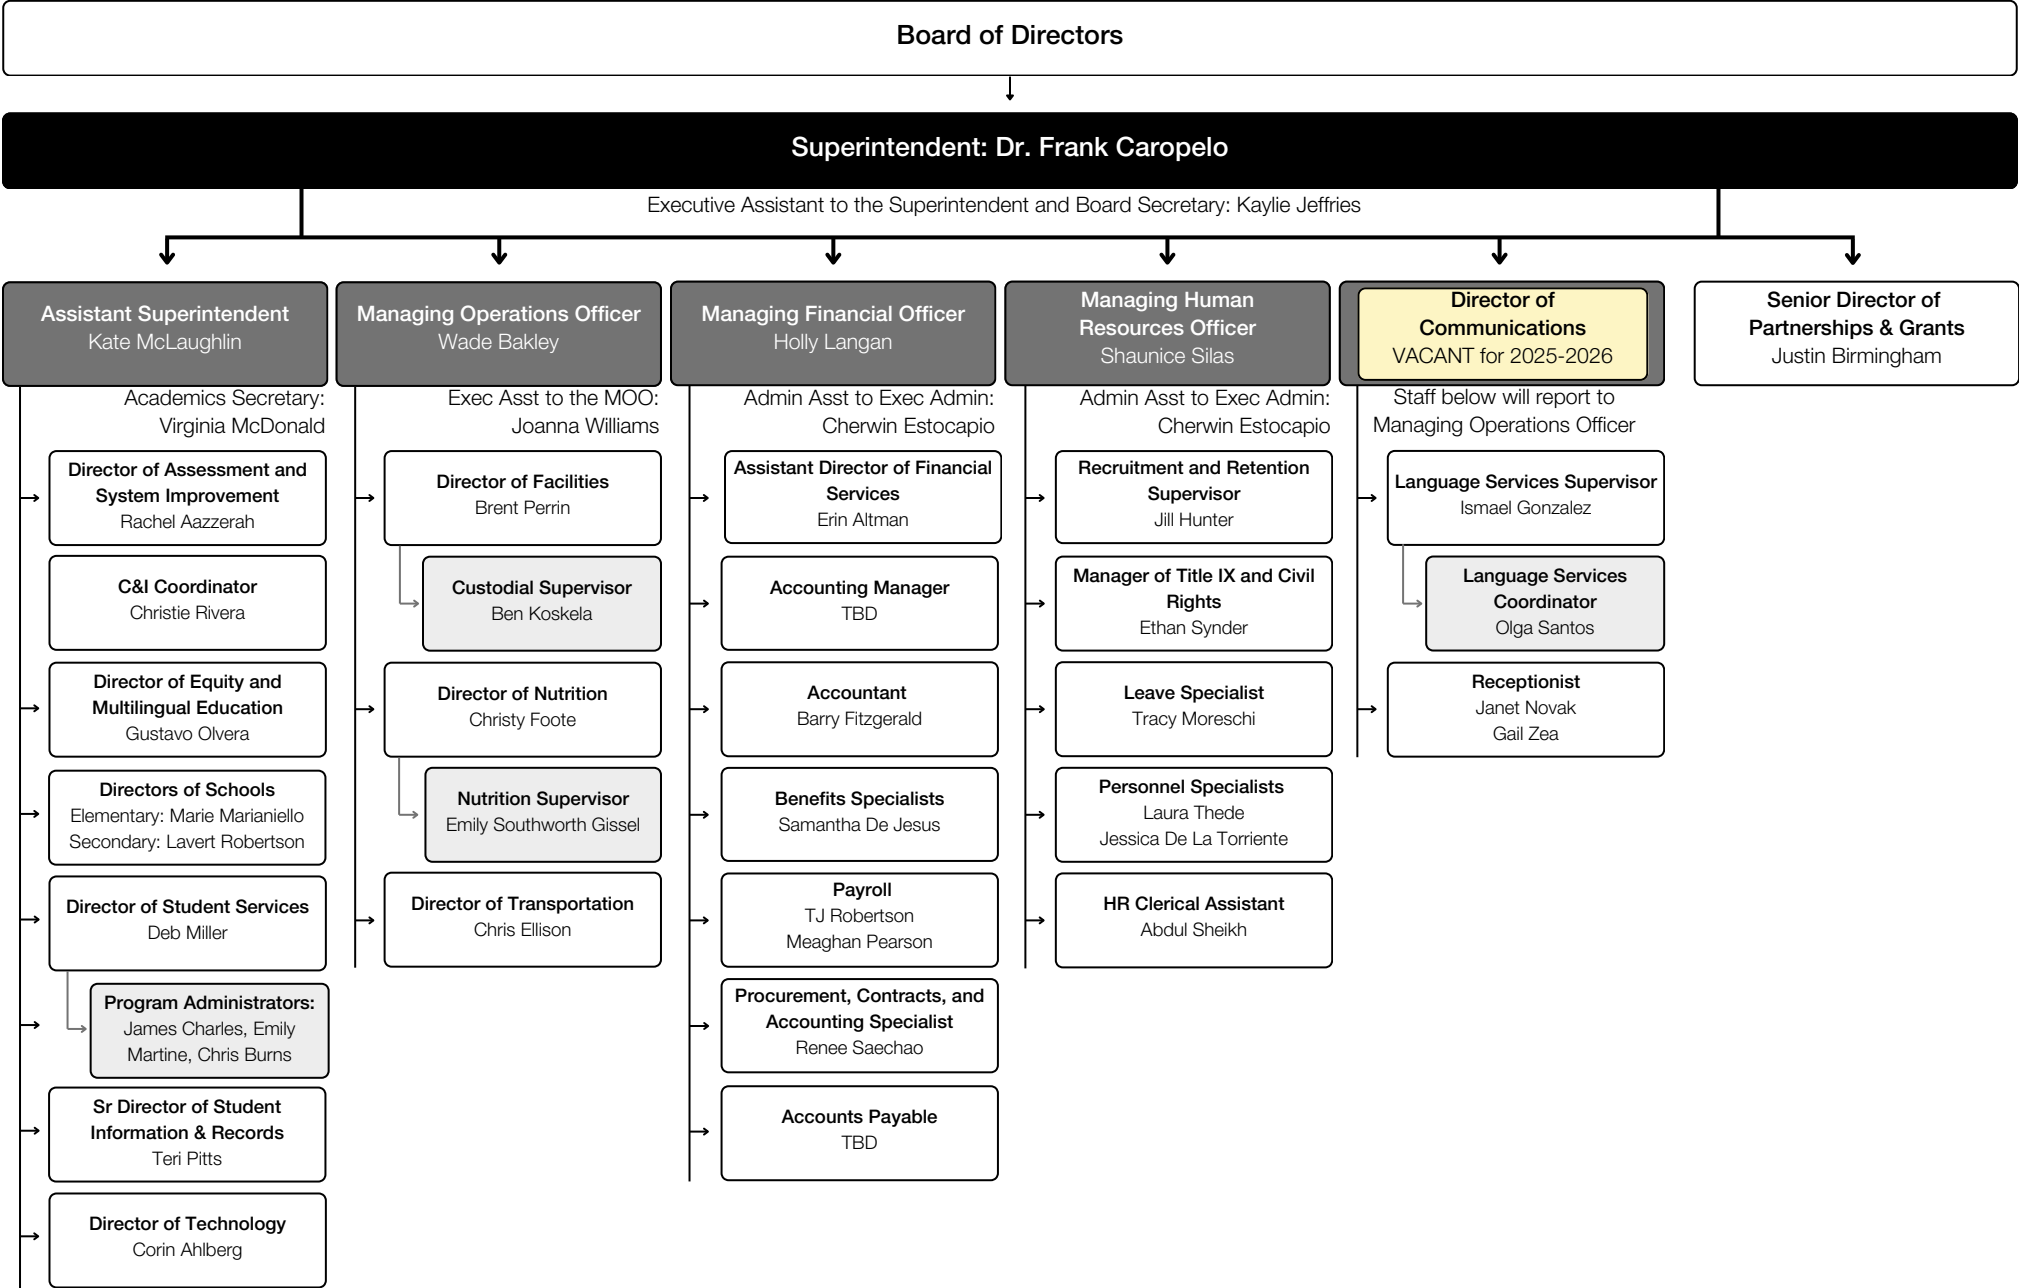 Board of Directors
Superintendent: Dr. Frank Caropelo
Executive Assistant to the Superintendent and Board Secretary: Kaylie Jeffries
Assistant Superintendent
Kate McLaughlin
Academics Secretary:
Virginia McDonald
Director of Assessment and
System Improvement
Rachel Aazzerah
C&I Coordinator
Christie Rivera
Director of Equity and
Multilingual Education
Gustavo Olvera
Directors of Schools
Elementary: Marie Marianiello
Secondary: Lavert Robertson
Director of Student Services
Deb Miller
Program Administrators:
James Charles, Emily
Martine, Chris Burns
Sr Director of Student
Information & Records
Teri Pitts
Director of Technology
Corin Ahlberg
Managing Operations Officer
Wade Bakley
Exec Asst to the MOO:
Joanna Williams
Director of Facilities
Brent Perrin
Custodial Supervisor
Ben Koskela
Director of Nutrition
Christy Foote
Nutrition Supervisor
Emily Southworth Gissel
Director of Transportation
Chris Ellison
Managing Financial Officer
Holly Langan
Admin Asst to Exec Admin:
Cherwin Estocapio
Assistant Director of Financial
Services
Erin Altman
Accounting Manager
TBD
Accountant
Barry Fitzgerald
Benefits Specialists
Samantha De Jesus
Payroll
TJ Robertson
Meaghan Pearson
Procurement, Contracts, and
Accounting Specialist
Renee Saechao
Accounts Payable
TBD
Managing Human
Resources Officer
Shaunice Silas
Admin Asst to Exec Admin:
Cherwin Estocapio
Recruitment and Retention
Supervisor
Jill Hunter
Manager of Title IX and Civil
Rights
Ethan Synder
Leave Specialist
Tracy Moreschi
Personnel Specialists
Laura Thede
Jessica De La Torriente
HR Clerical Assistant
Abdul Sheikh
Director of
Communications
VACANT for 2025-2026
Staff below will report to
Managing Operations Officer
Language Services Supervisor
Ismael Gonzalez
Language Services
Coordinator
Olga Santos
Receptionist
Janet Novak
Gail Zea
Senior Director of
Partnerships & Grants
Justin Birmingham